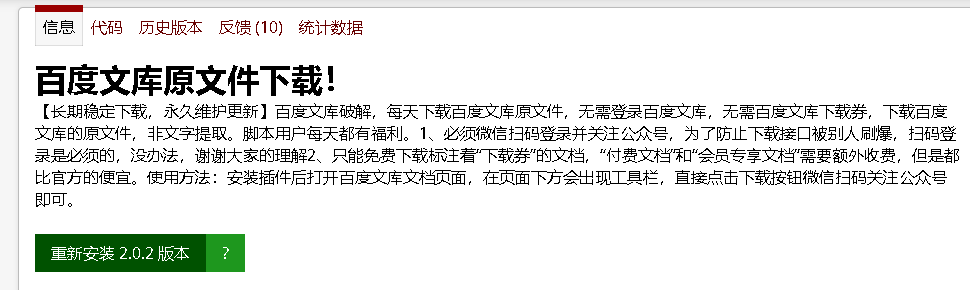 信息 代码 历史版本 反馈 (10) 统计数据
百度文库原文件下载！
【长期稳定下载，永久维护更新】百度文库破解，每天下载百度文库原文件，无需登录百度文库，无需百度文库下载券，下载百度
文库的原文件，非文字提取。脚本用户每天都有福利。1、必须微信扫码登录并关注公众号，为了防止下载接口被别人刷爆，扫码登
录是必须的，没办法，谢谢大家的理解2、只能免费下载标注着“下载券”的文档，“付费文档”和“会员专享文档”需要额外收费，但是都
比官方的便宜。使用方法：安装插件后打开百度文库文档页面，在页面下方会出现工具栏，直接点击下载按钮微信扫码关注公众号
即可。
重新安装 2.0.2 版本 ?